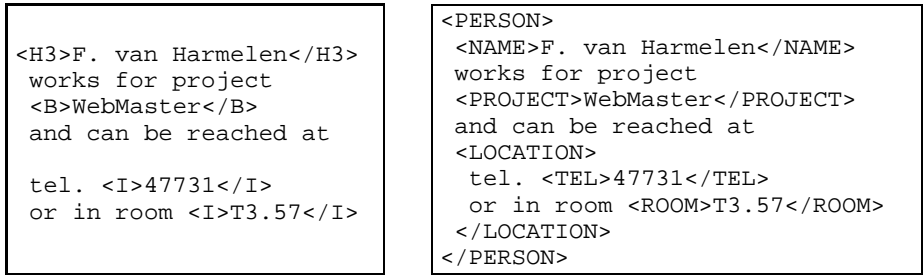 <H3>F. van Harmelen</H3>
works for project
<B>WebMaster</B>
and can be reached at
tel. <I>47731</I>
or in room <I>T3.57</I>
<PERSON>
<NAME>F. van Harmelen</NAME>
works for project
<PROJECT>WebMaster</PROJECT>
and can be reached at
<LOCATION>
tel. <TEL>47731</TEL>
or in room <ROOM>T3.57</ROOM>
</LOCATION>
</PERSON>